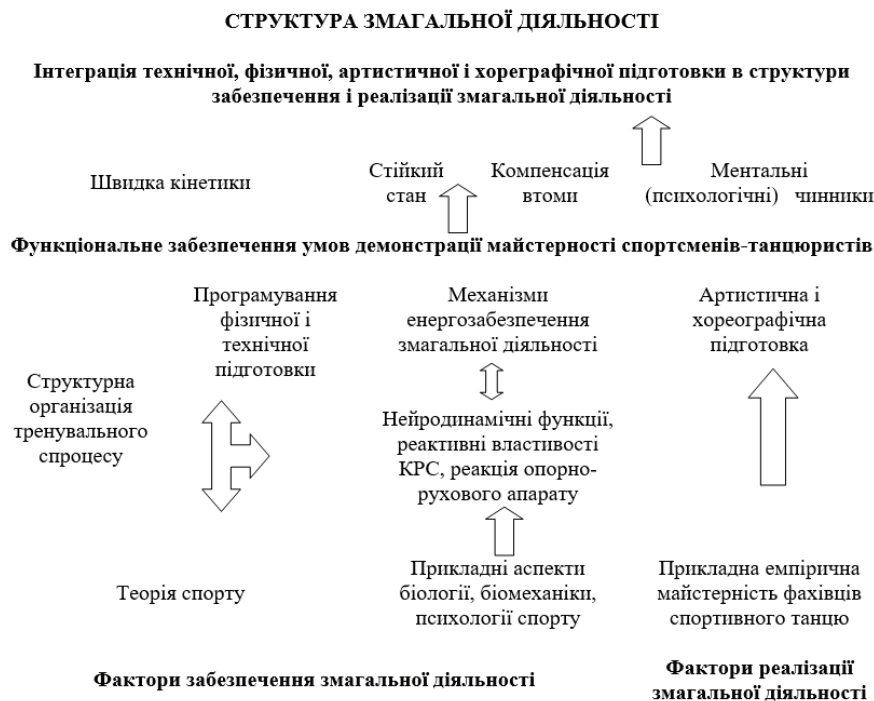 СТРУКТУРА ЗМАГАЛЬНОЇ ДІЯЛЬНОСТІ
Інтеграція технічної, фізичної, артистичної і хореграфічної підготовки в структури
забезпечення і реалізації змагальної діяльності
Швидка кінетики
Стійкий
стан
Компенсація
втоми
Ментальні
(психологічні) чинники
Функціональне забезпечення умов демонстрації майстерності спортсменів-танцюристів
Структурна
організація
тренувального
спроцесу
Програмування
фізичної і
технічної
підготовки
Механізми
енергозабезпечення
змагальної діяльності
Нейродинамічні функції,
реактивні властивості
КРС, реакція опорно-
рухового апарату
Артистична і
хореографічна
підготовка
Теорія спорту
Прикладні аспекти
біології, біомеханіки,
психології спорту
Прикладна емпірична
майстерність фахівців
спортивного танцю
Фактори забезпечення змагальної діяльності
Фактори реалізації
змагальної діяльності